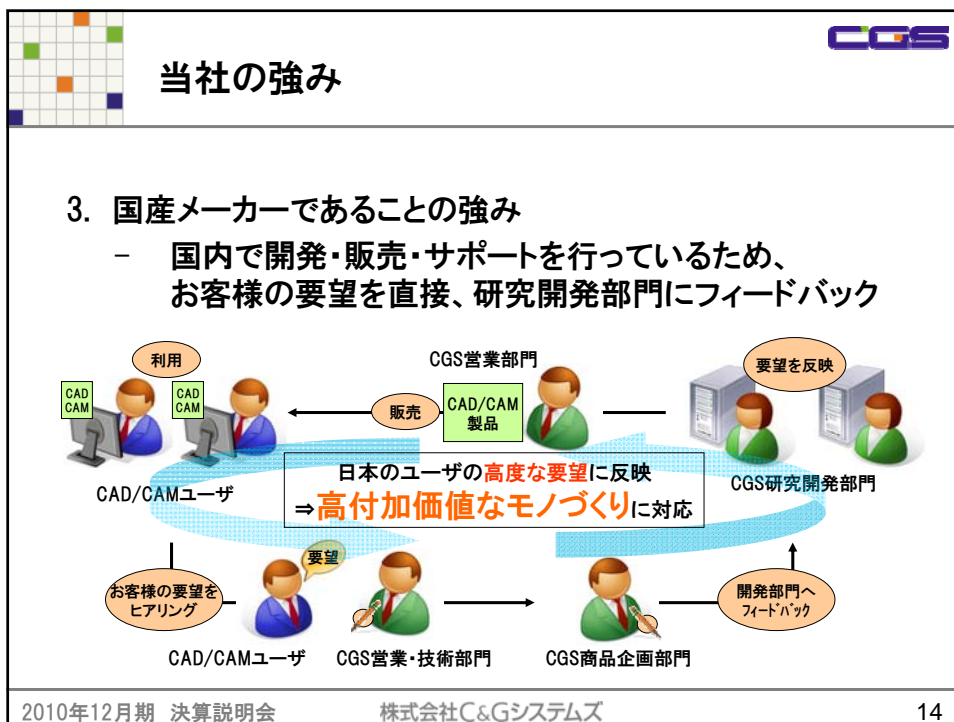 CGS
当社の強み
3. 国産メーカーであることの強み
– 国内で開発・販売・サポートを行っているため、
お客様の要望を直接、研究開発部門にフィードバック
利用
CGS営業部門
要望を反映
CAD
CAM
CAD
CAM
販売
CAD/CAM
製品
CAD/CAMユーザ
CGS研究開発部門
日本のユーザの高度な要望に反映
⇒高付加価値なモノづくりに対応
お客様の要望を
ヒアリング
要望
開発部門へ
フィードバック
CAD/CAMユーザ
CGS営業・技術部門
CGS商品企画部門
2010年12月期 決算説明会
株式会社C&Gシステムズ
14